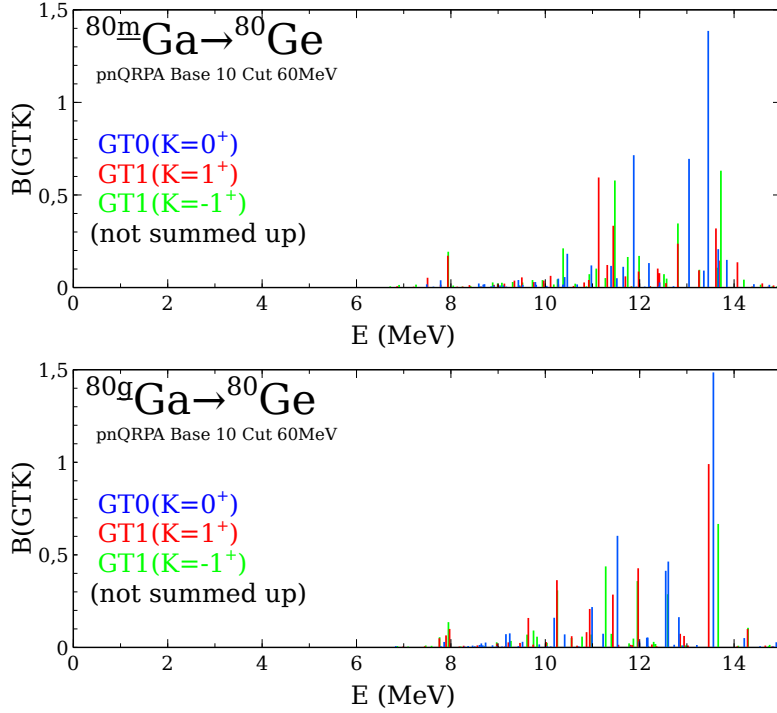 1,5
1
0,5
0
B(GTK)
80mGa→80Ge
pnQRPA Base 10 Cut 60MeV
GT0(K=0+)
GT1(K=1+)
GT1(K=-1+)
(not summed up)
0 2 4 6 8 10 12 14
E (MeV)
1,5
1
0,5
0
B(GTK)
80gGa→80Ge
pnQRPA Base 10 Cut 60MeV
GT0(K=0+)
GT1(K=1+)
GT1(K=-1+)
(not summed up)
0 2 4 6 8 10 12 14
E (MeV)